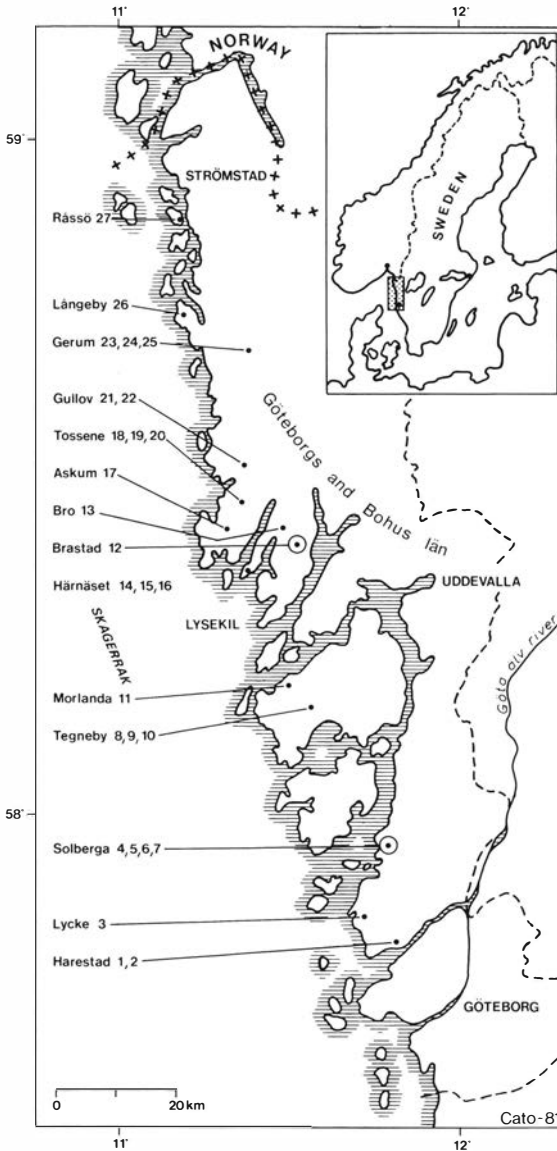 11°
12°
NORWAY
59°
STRÖMSTAD
SWEDEN
Råssö 27
Långeby 26
Gerum 23, 24, 25
Gullov 21, 22
Göteborgs and Bohus län
Tossene 18, 19, 20
Askum 17
Bro 13
Brastad 12
Härnäset 14, 15, 16
UDDEVALLA
LYSEKIL
SKAGERRAK
Göta älv river
Morlanda 11
Tegneby 8, 9, 10
58°
Solberga 4, 5, 6, 7
Lycke 3
Harestad 1, 2
GÖTEBORG
0 20 km
Cato-81
11°
12°